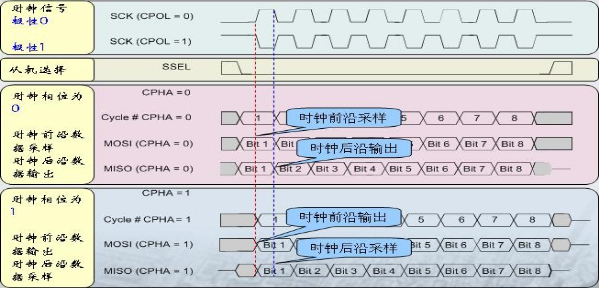 时钟信号
极性0
极性1
SCK (CPOL = 0)
SCK (CPOL = 1)
从机选择
SSEL
时钟相位为
0
时钟前沿数
据采样
时钟后沿数
据输出
CPHA = 0
Cycle # CPHA = 0
1
时钟前沿采样
5
6
7
8
MOSI (CPHA = 0)
Bit 1
时钟后沿输出
Bit 6
Bit 7
Bit 8
MISO (CPHA = 0)
Bit 1
Bit 2
Bit 3
Bit 4
Bit 5
Bit 6
Bit 7
Bit 8
时钟相位为
1
时钟前沿数
据输出
时钟后沿数
据采样
CPHA = 1
Cycle # CPHA = 1
1
时钟前沿输出
5
6
7
8
MOSI (CPHA = 1)
Bit 1
时钟后沿采样
Bit 5
Bit 6
Bit 7
Bit 8
MISO (CPHA = 1)
Bit 1
Bit 2
Bit 3
Bit 4
Bit 5
Bit 6
Bit 7
Bit 8